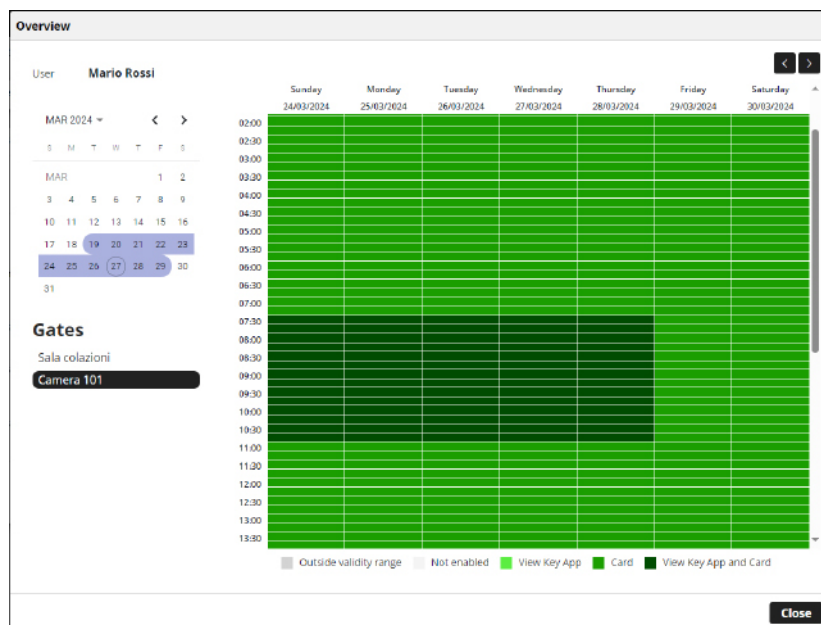 Overview
User Mario Rossi
MAR 2024
S M T W T F S
MAR 1 2
3 4 5 6 7 8 9
10 11 12 13 14 15 16
17 18 19 20 21 22 23
24 25 26 27 28 29 30
31
Gates
Sala colazioni
Camera 101
Sunday Monday Tuesday Wednesday Thursday Friday Saturday
24/03/2024 25/03/2024 26/03/2024 27/03/2024 28/03/2024 29/03/2024 30/03/2024
02:00
02:30
03:00
03:30
04:00
04:30
05:00
05:30
06:00
06:30
07:00
07:30
08:00
08:30
09:00
09:30
10:00
10:30
11:00
11:30
12:00
12:30
13:00
13:30
Outside validity range Not enabled View Key App Card View Key App and Card
Close